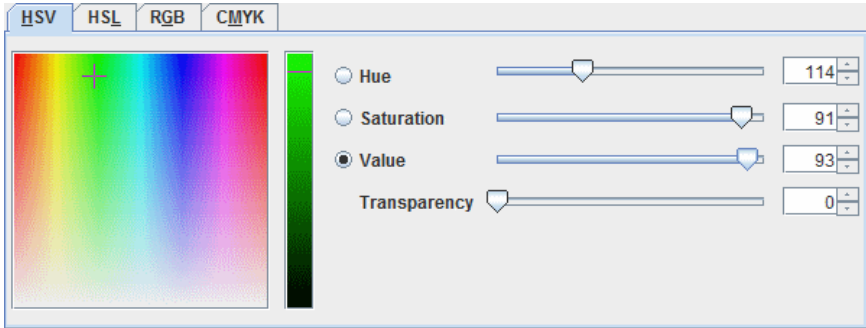 HSV HSL RGB CMYK
Hue 114
Saturation 91
Value 93
Transparency 0